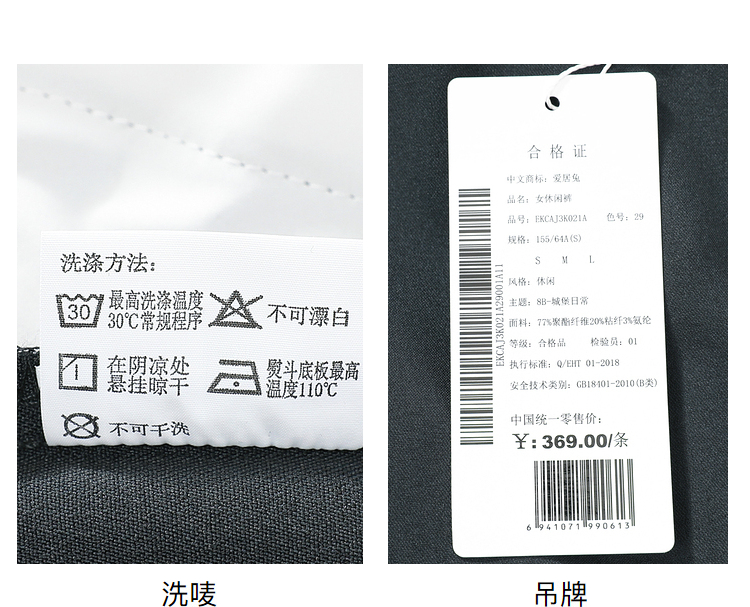 洗涤方法：
30
最高洗涤温度
30℃常规程序
不可漂白
在阴凉处
悬挂晾干
熨斗底板最高
温度110℃
不可干洗
洗唛
合格证
中文商标：爱居兔
品名：女休闲裤
品号：EKCAJ3K021A 色号：29
规格：155/64A(S)
S M L
风格：休闲
主题：8B-城堡日常
面料：77%聚酯纤维20%粘纤3%氨纶
等级：合格品 检验员：01
执行标准：Q/EHT 01-2018
安全技术类别：GB18401-2010(B类)
EKCAJ3K021A29001A11
中国统一零售价：
¥:369.00/条
6 941071 990613
吊牌